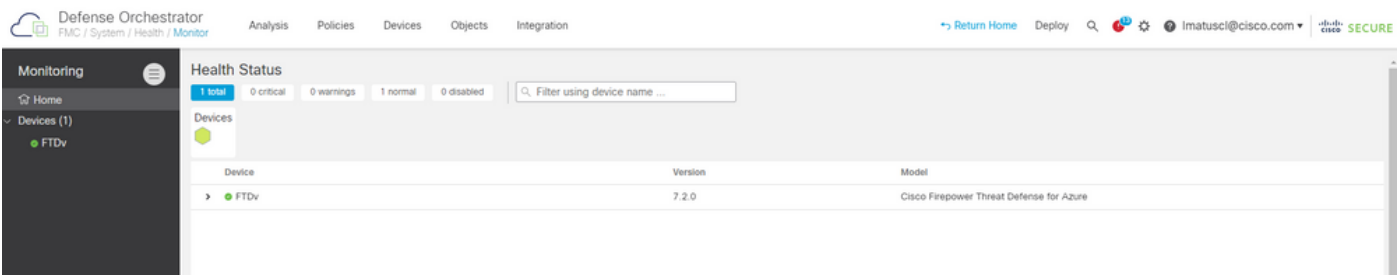 Defense Orchestrator
FMC / System / Health / Monitor
Analysis Policies Devices Objects Integration
Return Home Deploy 13 lmatuscl@cisco.com
cisco SECURE
Monitoring
Home
Devices (1)
FTDv
Health Status
1 total 0 critical 0 warnings 1 normal 0 disabled Filter using device name ...
Devices
Device Version Model
FTDv 7.2.0 Cisco Firepower Threat Defense for Azure